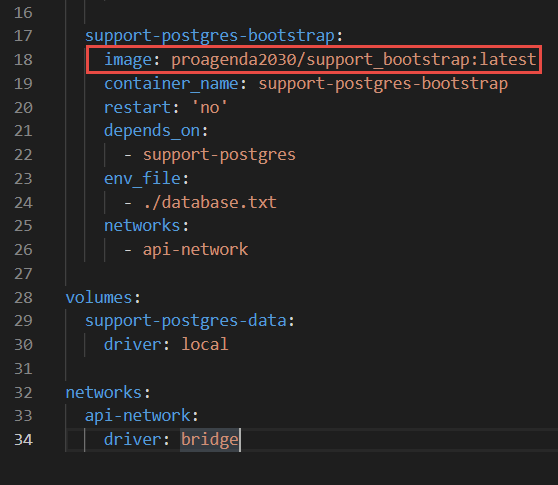 16
17 support-postgres-bootstrap:
18 image: proagenda2030/support_bootstrap:latest
19 container_name: support-postgres-bootstrap
20 restart: 'no'
21 depends_on:
22 - support-postgres
23 env_file:
24 - ./database.txt
25 networks:
26 - api-network
27
28 volumes:
29 support-postgres-data:
30 driver: local
31
32 networks:
33 api-network:
34 driver: bridge